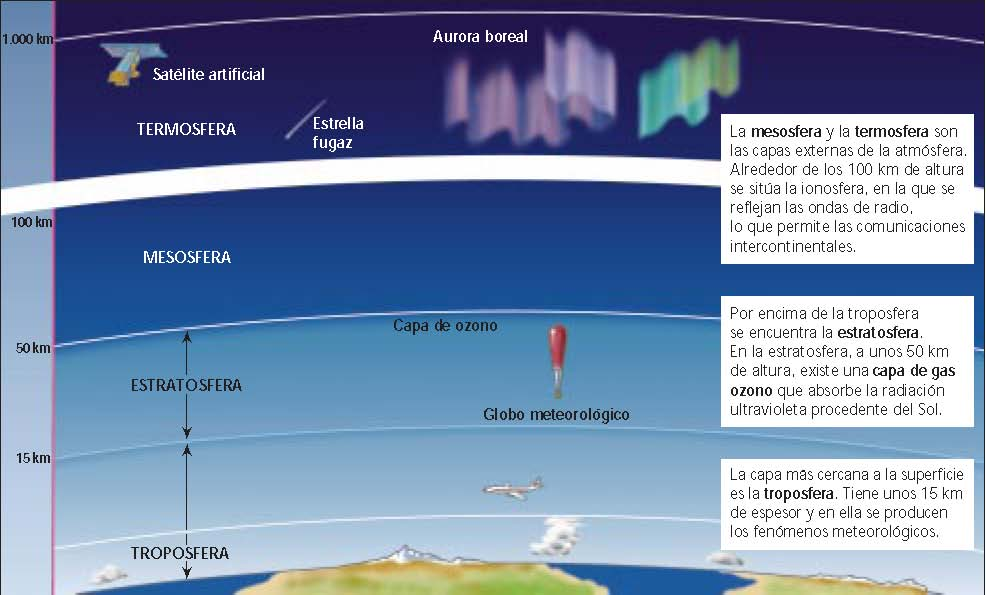 1.000 km
Aurora boreal
Satélite artificial
TERMOSFERA
Estrella
fugaz
La mesosfera y la termosfera son
las capas externas de la atmósfera.
Alrededor de los 100 km de altura
se sitúa la ionosfera, en la que se
reflejan las ondas de radio,
lo que permite las comunicaciones
intercontinentales.
100 km
MESOSFERA
Capa de ozono
50 km
ESTRATOSFERA
Globo meteorológico
Por encima de la troposfera
se encuentra la estratosfera.
En la estratosfera, a unos 50 km
de altura, existe una capa de gas
ozono que absorbe la radiación
ultravioleta procedente del Sol.
15 km
TROPOSFERA
La capa más cercana a la superficie
es la troposfera. Tiene unos 15 km
de espesor y en ella se producen
los fenómenos meteorológicos.